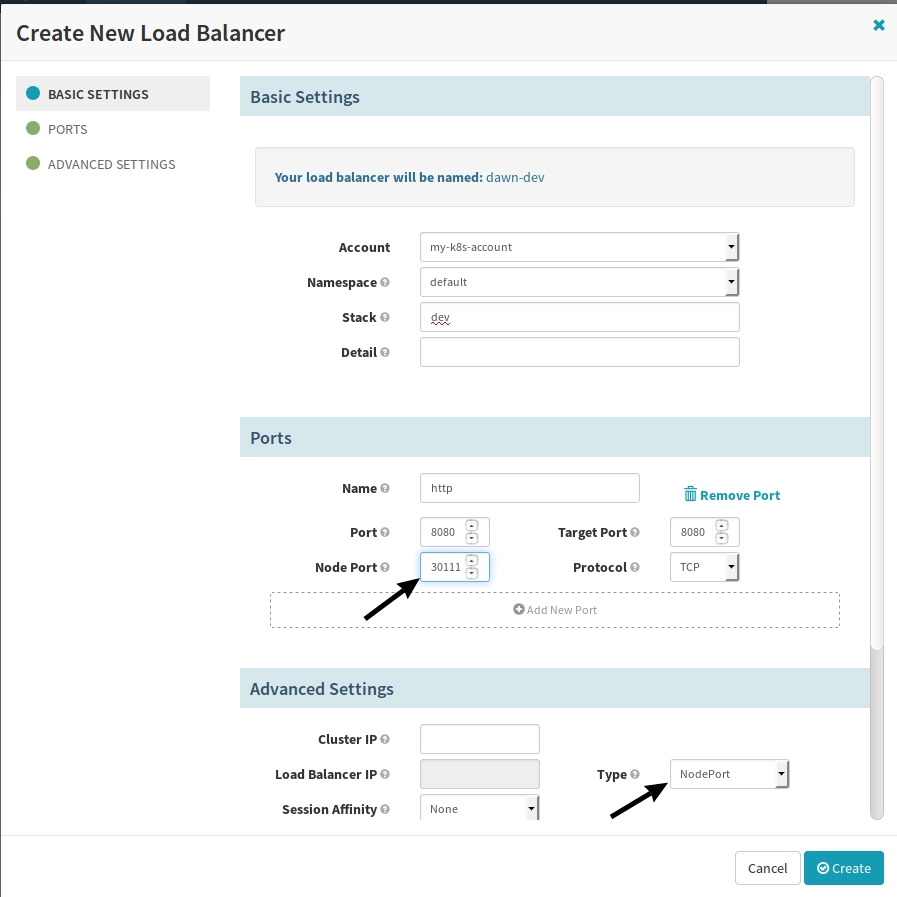 Create New Load Balancer
BASIC SETTINGS
PORTS
ADVANCED SETTINGS
Basic Settings
Your load balancer will be named: dawn-dev
Account my-k8s-account
Namespace default
Stack dev
Detail
Ports
Name http Remove Port
Port 8080 Target Port 8080
Node Port 30111 Protocol TCP
Add New Port
Advanced Settings
Cluster IP
Load Balancer IP Type NodePort
Session Affinity None
Cancel Create